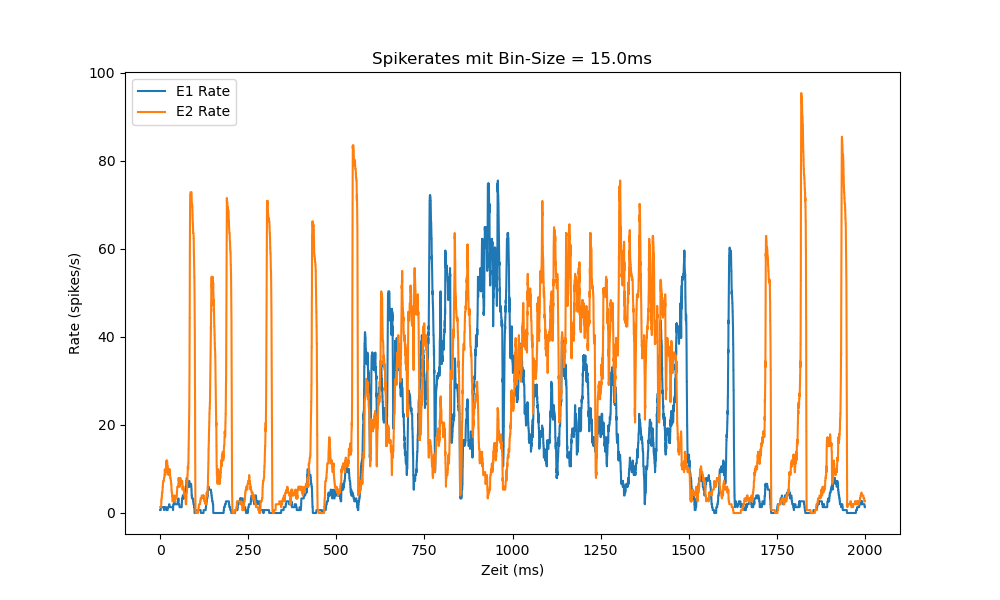 Spikerates mit Bin-Size = 15.0ms
E1 Rate
E2 Rate
Rate (spikes/s)
100
80
60
40
20
0
0 250 500 750 1000 1250 1500 1750 2000
Zeit (ms)